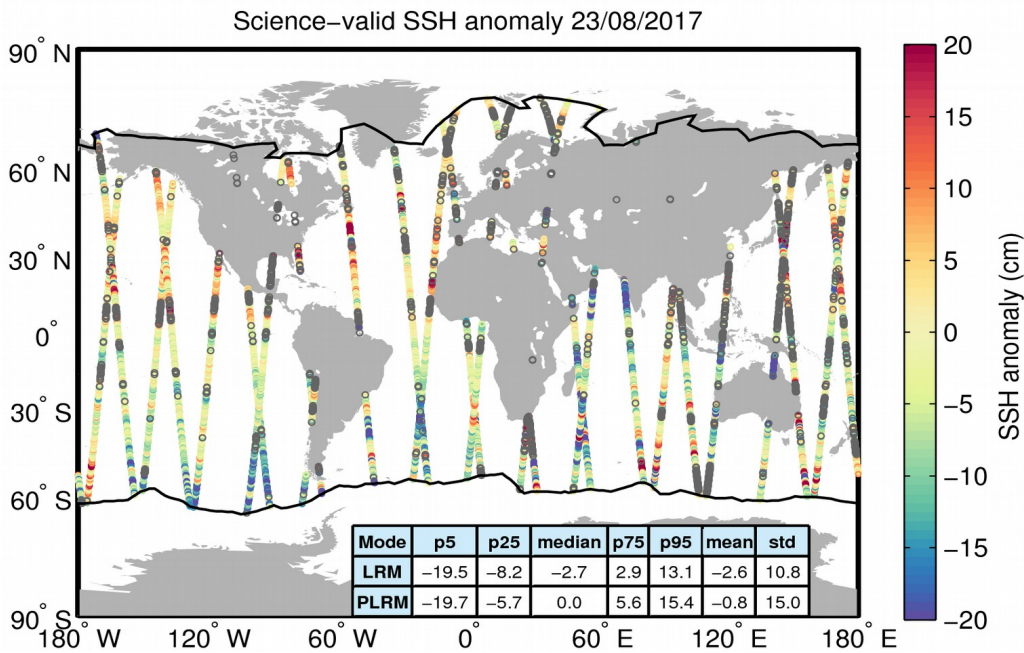 Science−valid SSH anomaly 23/08/2017
90° N
60° N
30° N
0°
30° S
60° S
90° S
180° W 120° W 60° W 0° 60° E 120° E 180° E
Mode p5 p25 median p75 p95 mean std
LRM −19.5 −8.2 −2.7 2.9 13.1 −2.6 10.8
PLRM −19.7 −5.7 0.0 5.6 15.4 −0.8 15.0
20
15
10
5
0
−5
−10
−15
−20
SSH anomaly (cm)